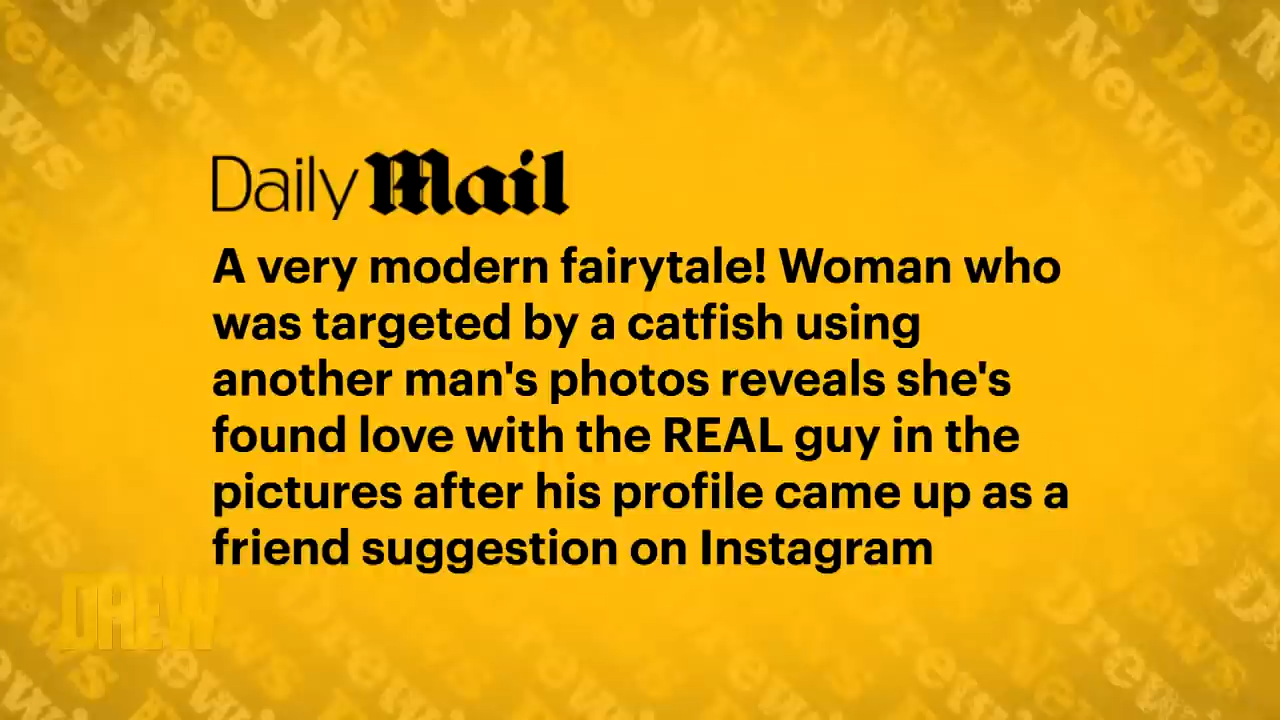 Daily Mail
A very modern fairytale! Woman who
was targeted by a catfish using
another man's photos reveals she's
found love with the REAL guy in the
pictures after his profile came up as a
friend suggestion on Instagram
DREW